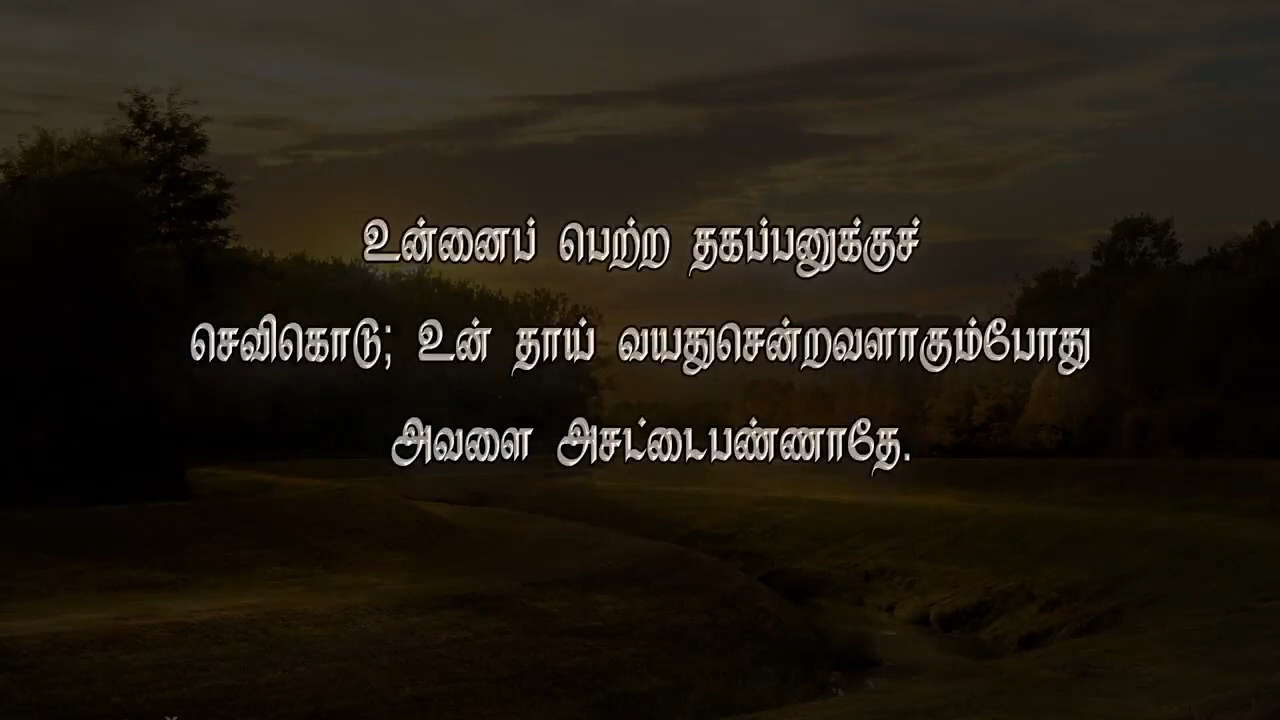 உன்னைப் பெற்ற தகப்பனுக்குச்
செவிகொடு; உன் தாய் வயதுசென்றவளாகும்போது
அவளை அசட்டைபண்ணாதே.